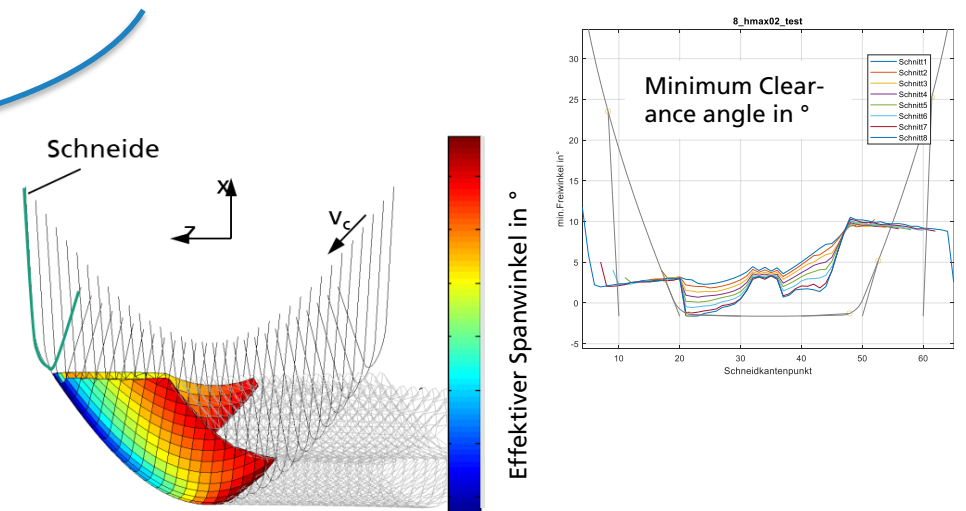 Schneide
x
z
v_c
Effektiver Spanwinkel in °
8_hmax02_test
Minimum Clear-
ance angle in °
Schnitt1
Schnitt2
Schnitt3
Schnitt4
Schnitt5
Schnitt6
Schnitt7
Schnitt8
min.Freiwinkel in°
30
25
20
15
10
5
0
-5
10 20 30 40 50 60
Schneidkantenpunkt